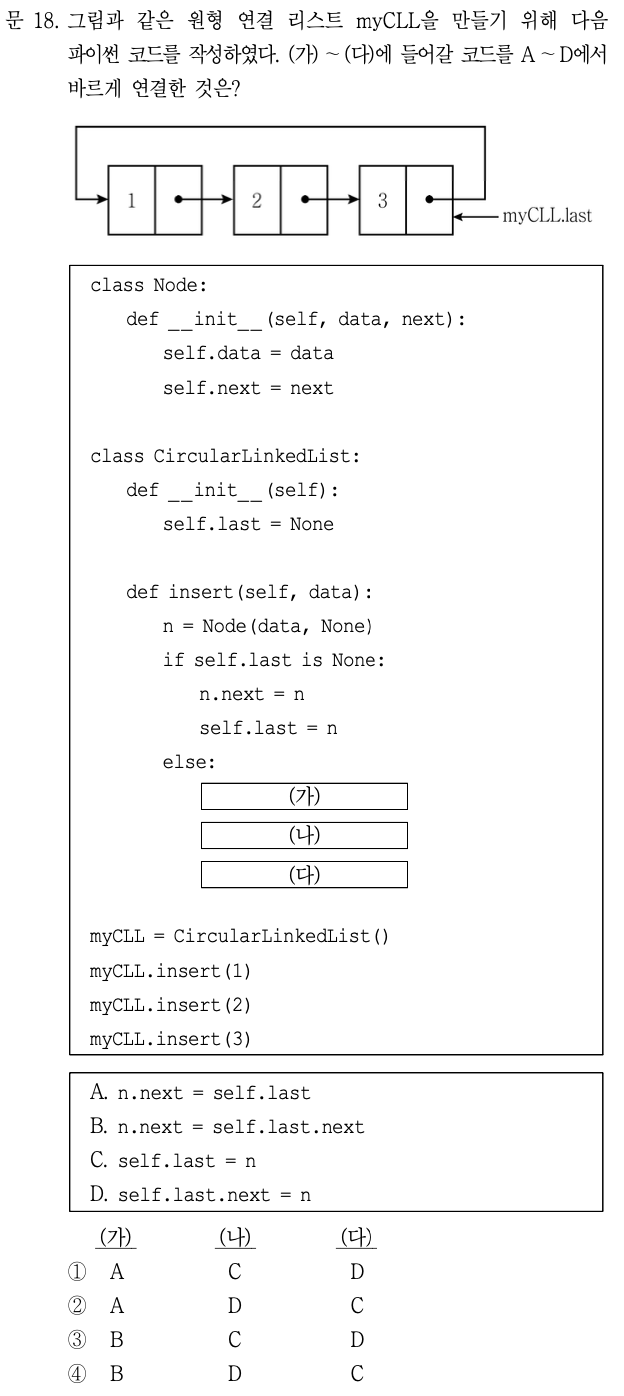 문 18. 그림과 같은 원형 연결 리스트 myCLL을 만들기 위해 다음
파이썬 코드를 작성하였다. (가) ~ (다)에 들어갈 코드를 A ~ D에서
바르게 연결한 것은?
1 2 3
myCLL.last
class Node:
def __init__(self, data, next):
self.data = data
self.next = next
class CircularLinkedList:
def __init__(self):
self.last = None
def insert(self, data):
n = Node(data, None)
if self.last is None:
n.next = n
self.last = n
else:
(가)
(나)
(다)
myCLL = CircularLinkedList()
myCLL.insert(1)
myCLL.insert(2)
myCLL.insert(3)
A. n.next = self.last
B. n.next = self.last.next
C. self.last = n
D. self.last.next = n
(가) (나) (다)
① A C D
② A D C
③ B C D
④ B D C